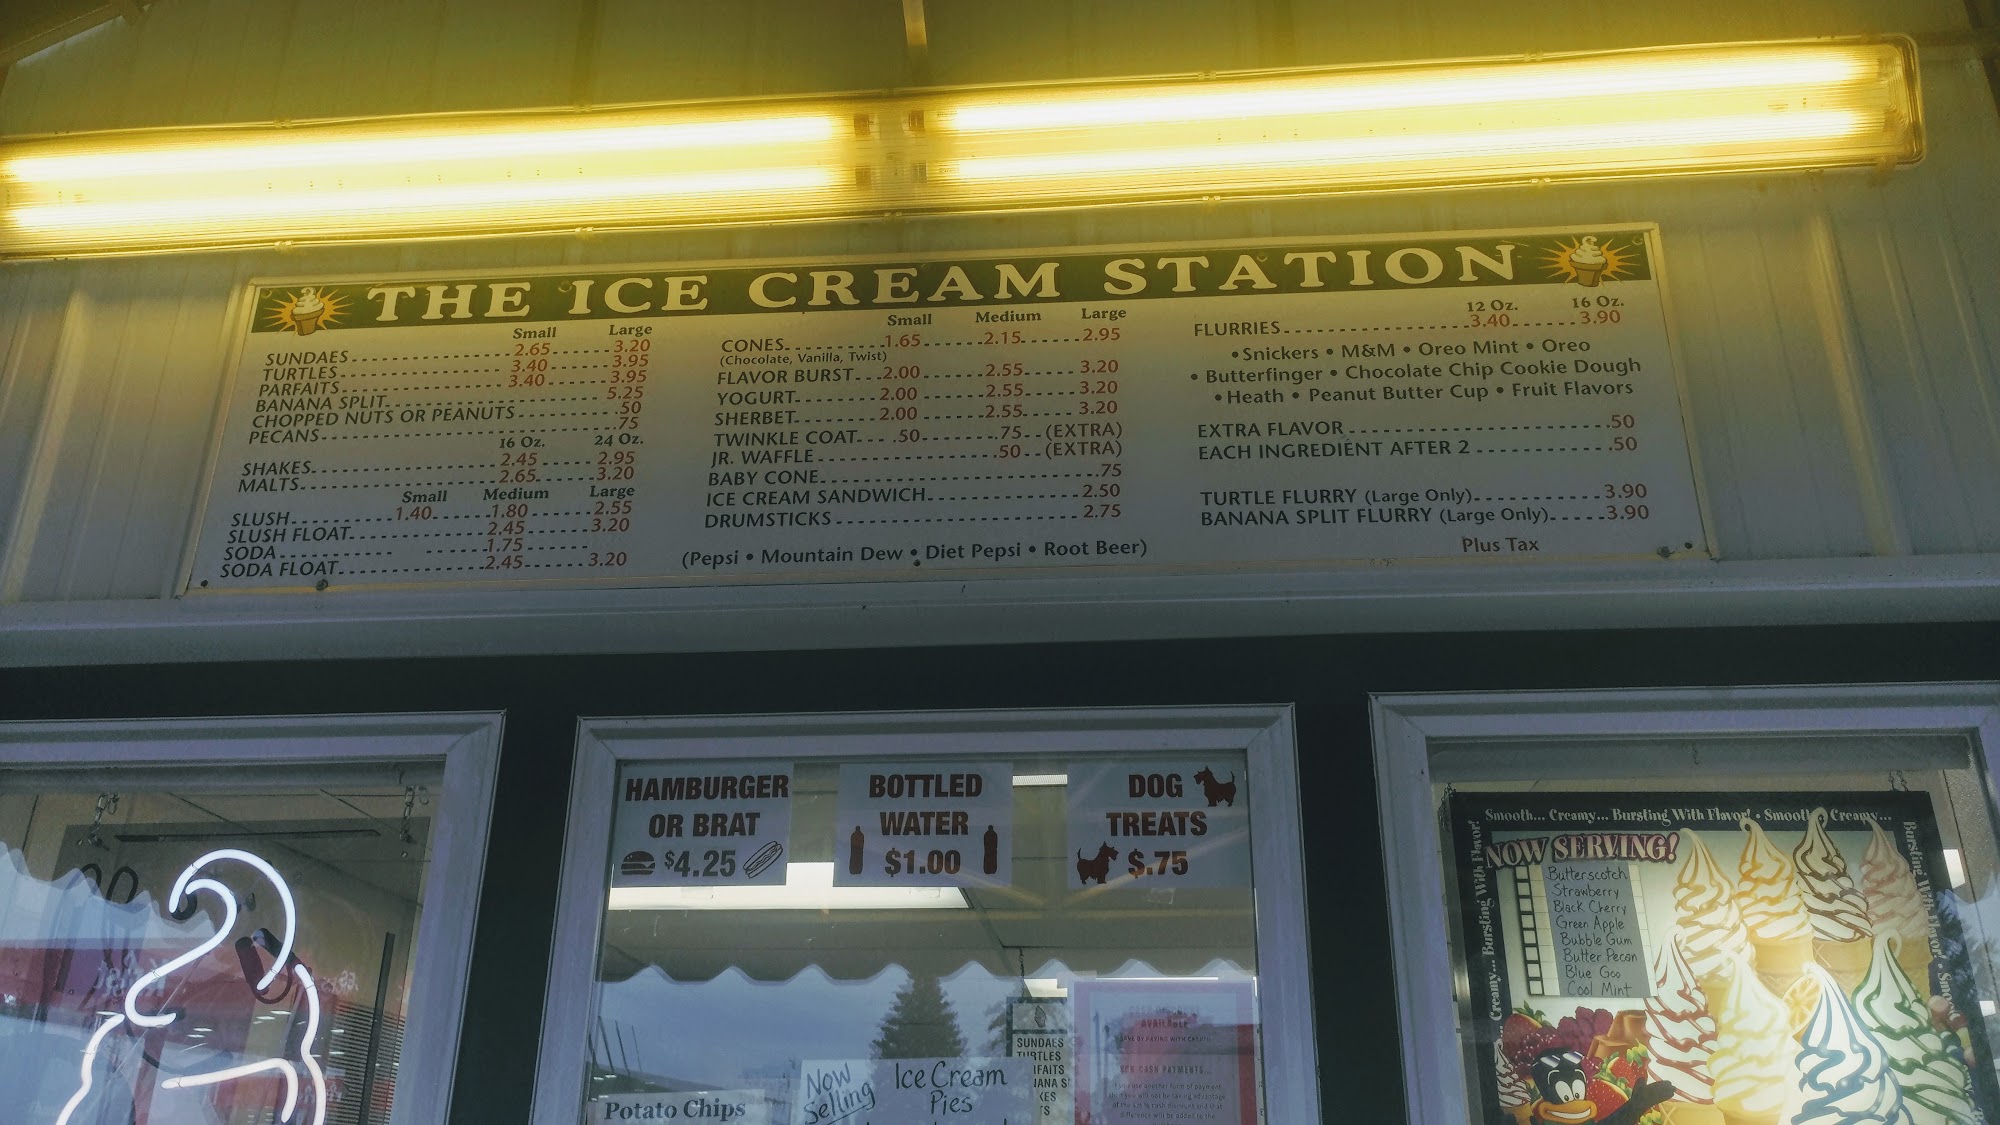 THE ICE CREAM STATION
Small Large
SUNDAES 2.65 3.20
TURTLES 3.40 3.95
PARFAITS 3.40 3.95
BANANA SPLIT 5.25
CHOPPED NUTS OR PEANUTS .50
PECANS .75
16 Oz. 24 Oz.
SHAKES 2.45 2.95
MALTS 2.65 3.20
Small Medium Large
SLUSH 1.40 1.80 2.55
SLUSH FLOAT 2.45 3.20
SODA 1.75
SODA FLOAT 2.45 3.20
Small Medium Large
CONES 1.65 2.15 2.95
(Chocolate, Vanilla, Twist)
FLAVOR BURST 2.00 2.55 3.20
YOGURT 2.00 2.55 3.20
SHERBET 2.00 2.55 3.20
TWINKLE COAT .50 .75 (EXTRA)
JR. WAFFLE .50 (EXTRA)
BABY CONE .75
ICE CREAM SANDWICH 2.50
DRUMSTICKS 2.75
(Pepsi • Mountain Dew • Diet Pepsi • Root Beer)
12 Oz. 16 Oz.
FLURRIES 3.40 3.90
• Snickers • M&M • Oreo Mint • Oreo
• Butterfinger • Chocolate Chip Cookie Dough
• Heath • Peanut Butter Cup • Fruit Flavors
EXTRA FLAVOR .50
EACH INGREDIENT AFTER 2 .50
TURTLE FLURRY (Large Only) 3.90
BANANA SPLIT FLURRY (Large Only) 3.90
Plus Tax
HAMBURGER
OR BRAT
$4.25
BOTTLED
WATER
$1.00
DOG
TREATS
$.75
Potato Chips
Now
Selling
Ice Cream
Pies
SUNDAES
TURTLES
AVAILABLE
Smooth... Creamy... Bursting With Flavor! • Smooth... Creamy...
Bursting With Flavor!
Creamy... Bursting With Flavor!
NOW SERVING!
Butterscotch
Strawberry
Black Cherry
Green Apple
Bubble Gum
Butter Pecan
Blue Goo
Cool Mint